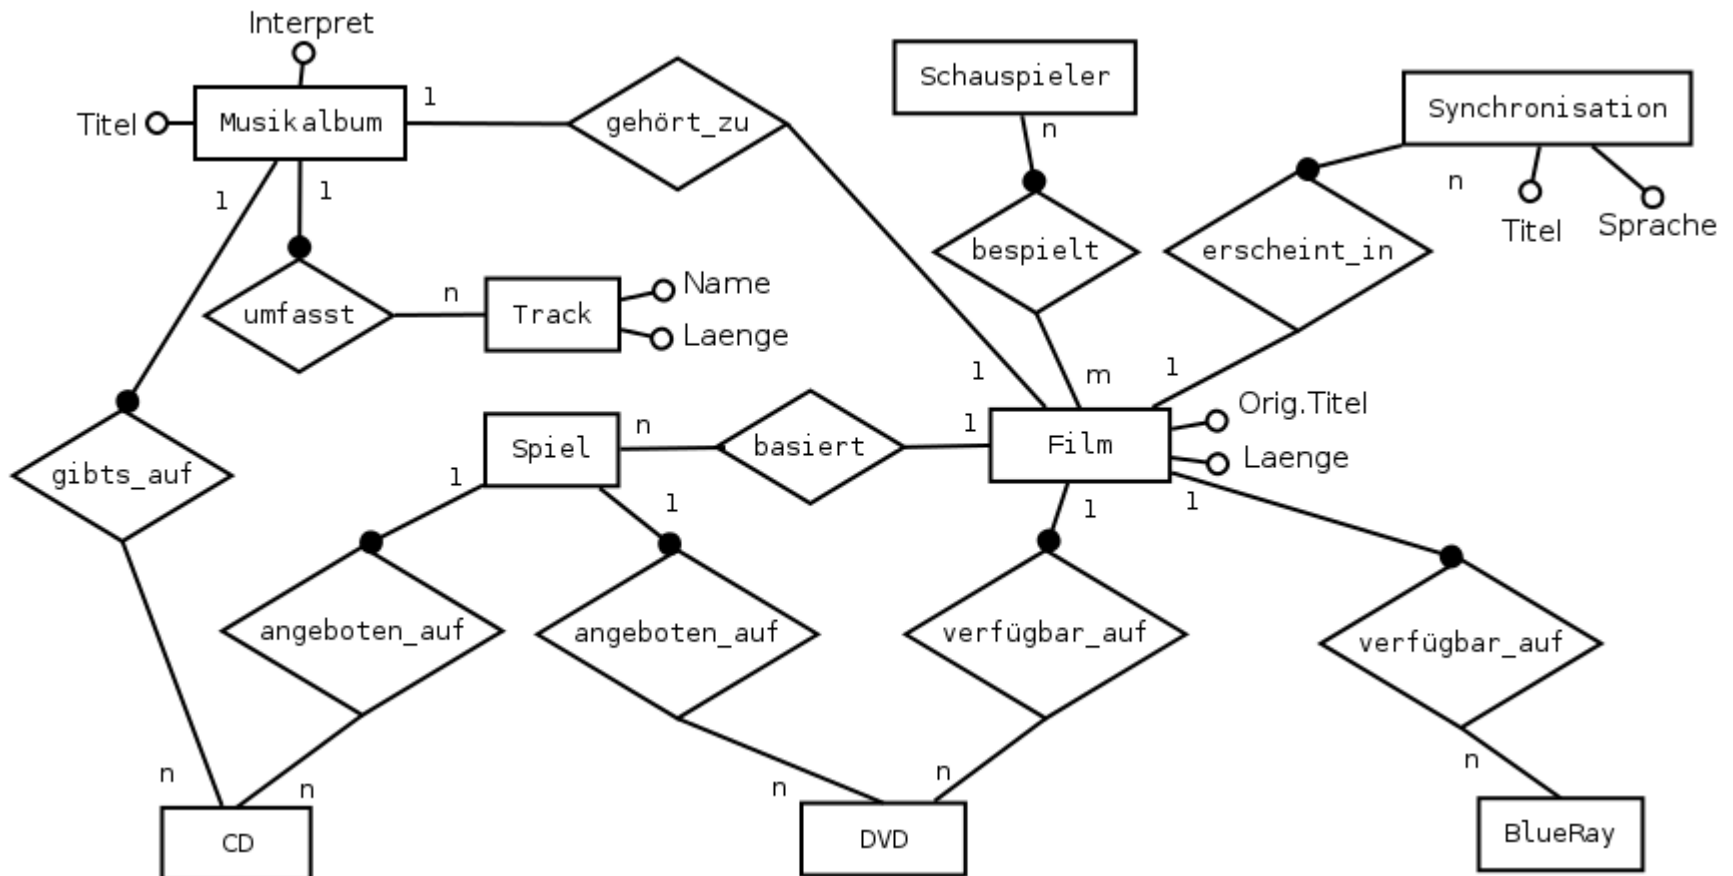 Interpret
Schauspieler
Synchronisation
Titel
Musikalbum
1
gehört_zu
n
n
Titel
Sprache
1
1
bespielt
erscheint_in
umfasst
n
Track
Name
Laenge
1
m
1
Orig.Titel
Laenge
gibts_auf
Spiel
n
basiert
1
Film
1
1
1
1
angeboten_auf
angeboten_auf
verfügbar_auf
verfügbar_auf
n
n
n
n
n
CD
DVD
BlueRay